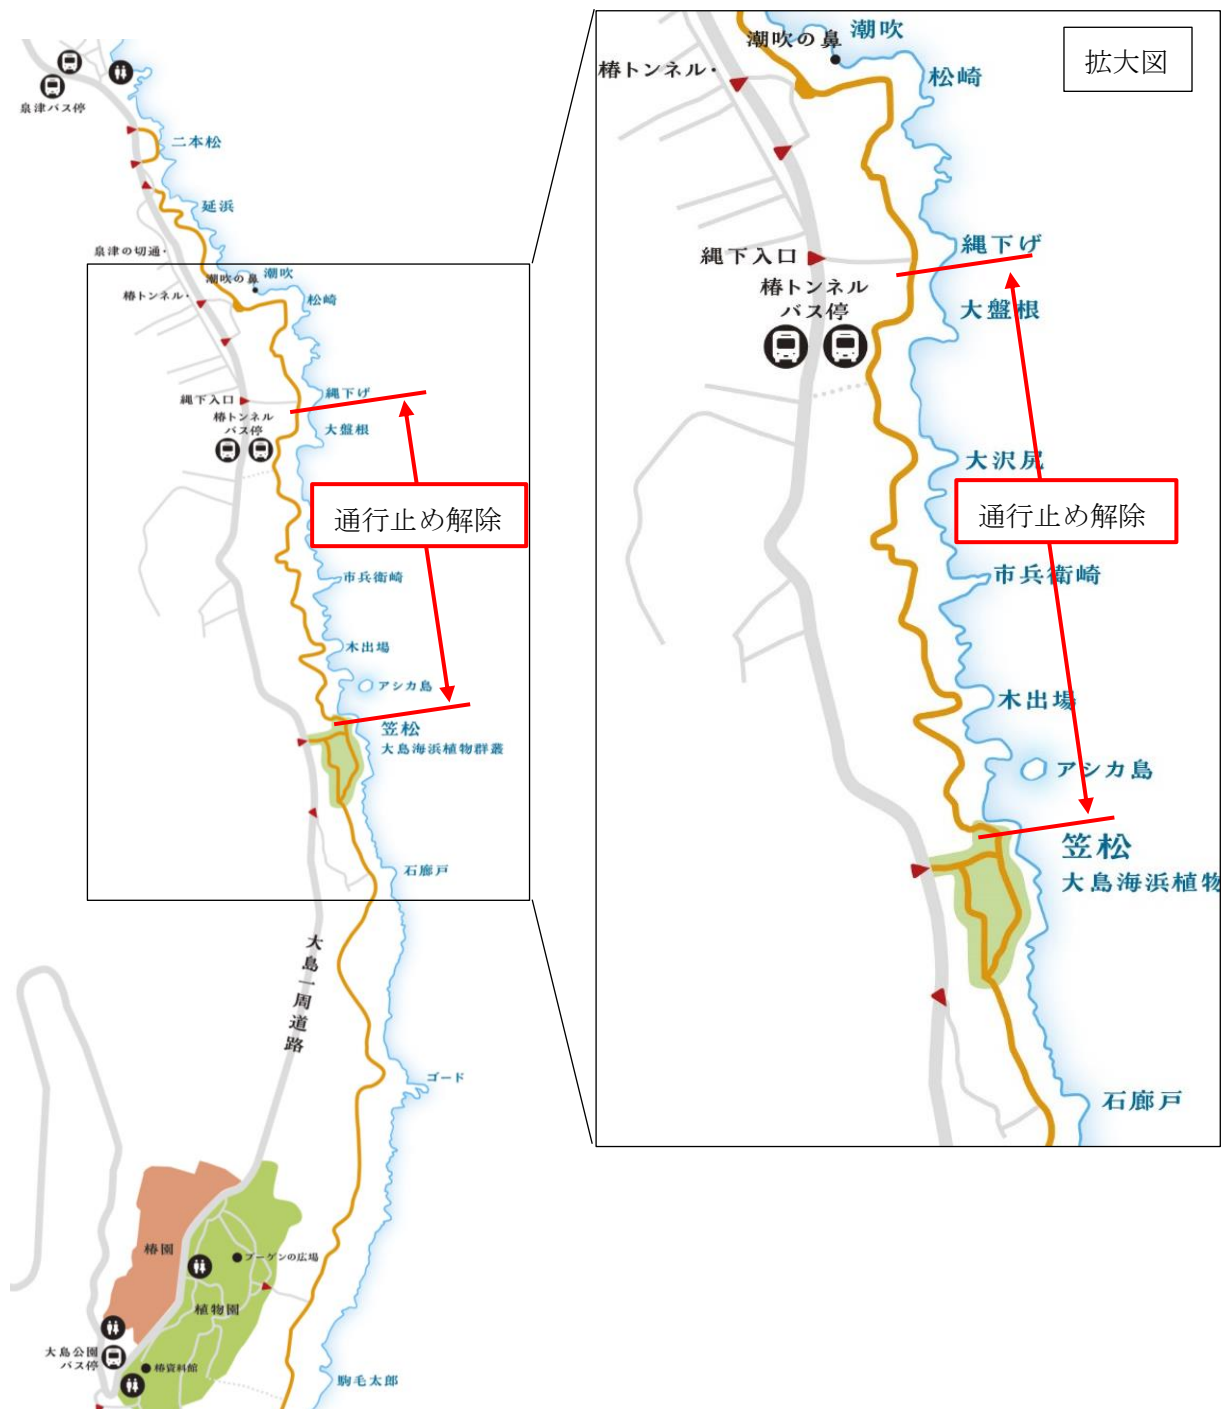 泉津バス停
二本松
延浜
泉津の切通・
潮吹の鼻
潮吹
椿トンネル・
松崎
縄下げ
縄下入口
椿トンネル
バス停
大盤根
通行止め解除
市兵衛崎
木出場
アシカ島
笠松
大島海浜植物群叢
石廊戸
大島一周道路
ゴード
椿園
ブーゲンの広場
植物園
大島公園
バス停
椿資料館
駒毛太郎
拡大図
潮吹の鼻
潮吹
椿トンネル・
松崎
縄下げ
縄下入口
椿トンネル
バス停
大盤根
大沢尻
通行止め解除
市兵衛崎
木出場
アシカ島
笠松
大島海浜植物
石廊戸